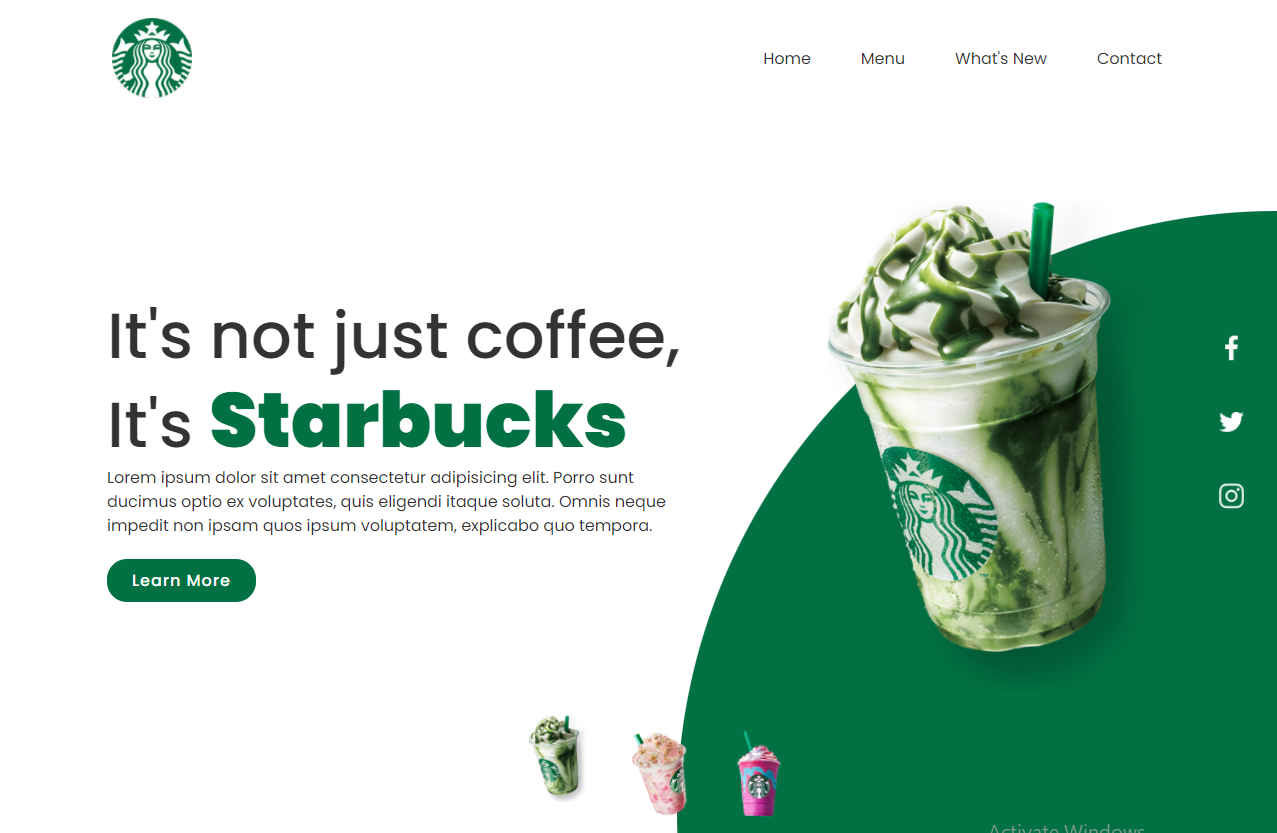 Home Menu What's New Contact
It's not just coffee,
It's Starbucks
Lorem ipsum dolor sit amet consectetur adipisicing elit. Porro sunt
ducimus optio ex voluptates, quis eligendi itaque soluta. Omnis neque
impedit non ipsam quos ipsum voluptatem, explicabo quo tempora.
Learn More
Activate Windows